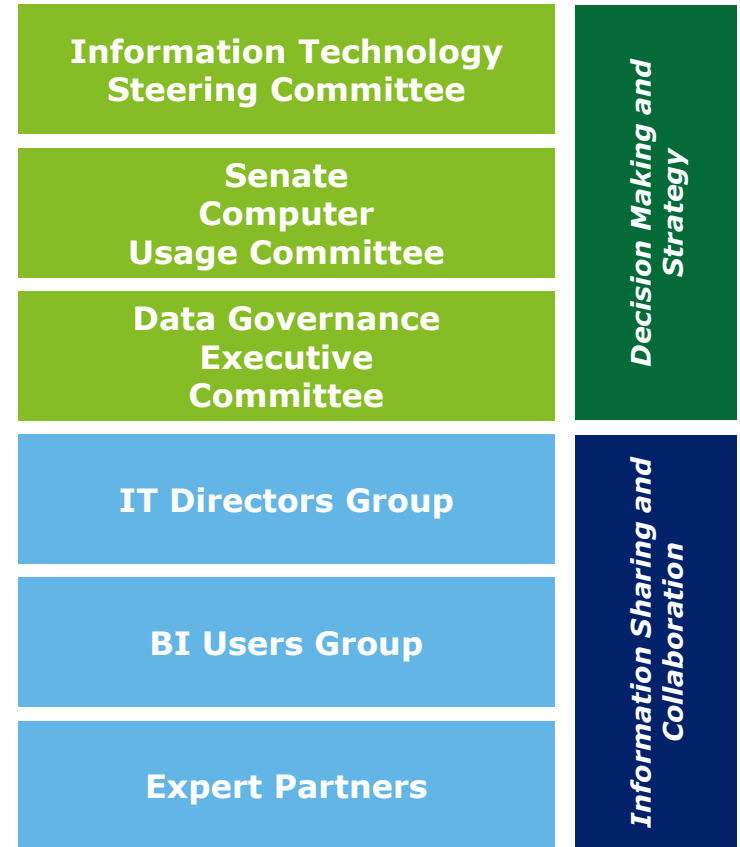 Information Technology
Steering Committee
Senate
Computer
Usage Committee
Data Governance
Executive
Committee
Decision Making and
Strategy
IT Directors Group
BI Users Group
Expert Partners
Information Sharing and
Collaboration